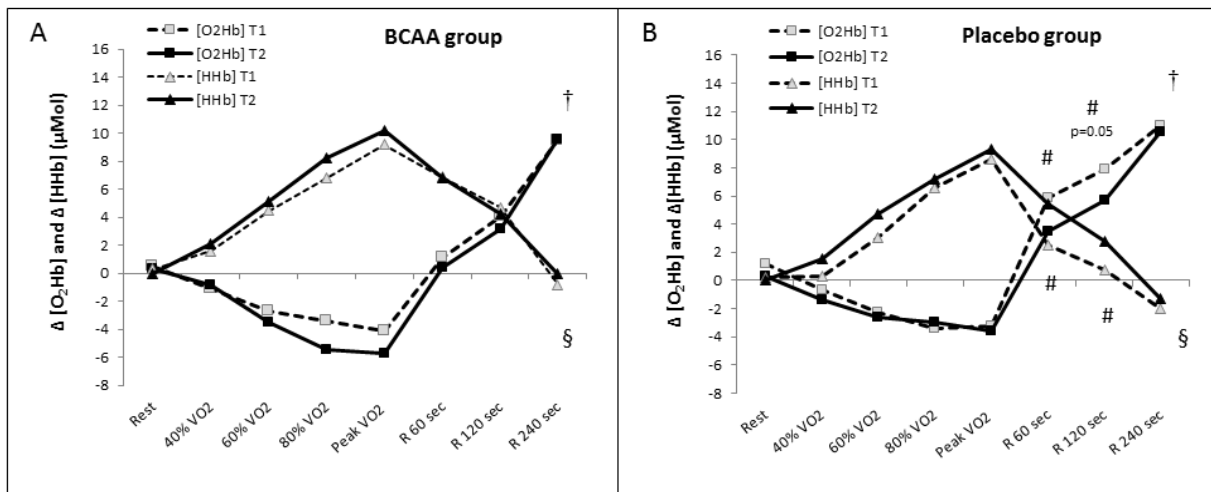 A
BCAA group
[O2Hb] T1
[O2Hb] T2
[HHb] T1
[HHb] T2
Δ [O₂Hb] and Δ [HHb] (µMol)
16
14
12
10
8
6
4
2
0
-2
-4
-6
-8
†
§
Rest
40% VO2
60% VO2
80% VO2
Peak VO2
R 60 sec
R 120 sec
R 240 sec
B
Placebo group
[O2Hb] T1
[O2Hb] T2
[HHb] T1
[HHb] T2
Δ [O₂Hb] and Δ[HHb] (µMol)
16
14
12
10
8
6
4
2
0
-2
-4
-6
-8
†
#
p=0.05
#
#
#
§
Rest
40% VO2
60% VO2
80% VO2
Peak VO2
R 60 sec
R 120 sec
R 240 sec